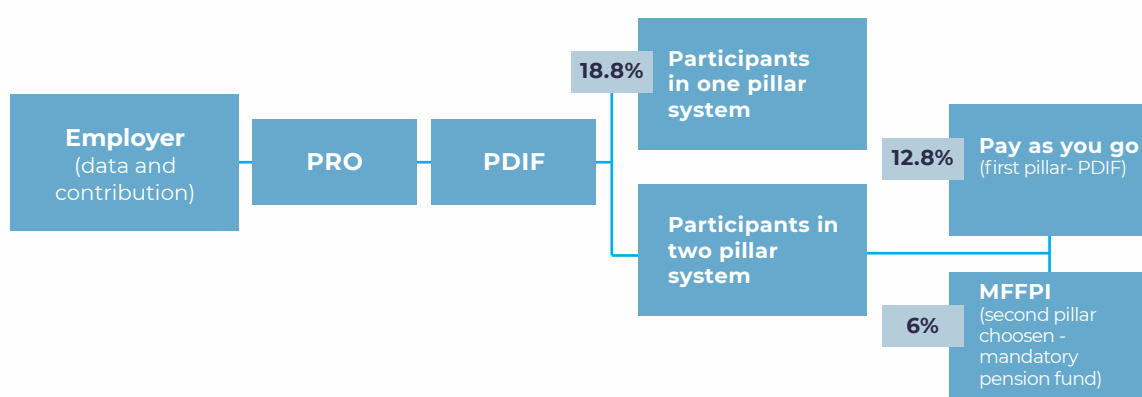 Employer
(data and
contribution)
PRO
PDIF
18.8%
Participants
in one pillar
system
Participants in
two pillar
system
12.8%
Pay as you go
(first pillar- PDIF)
6%
MFFPI
(second pillar
choosen -
mandatory
pension fund)